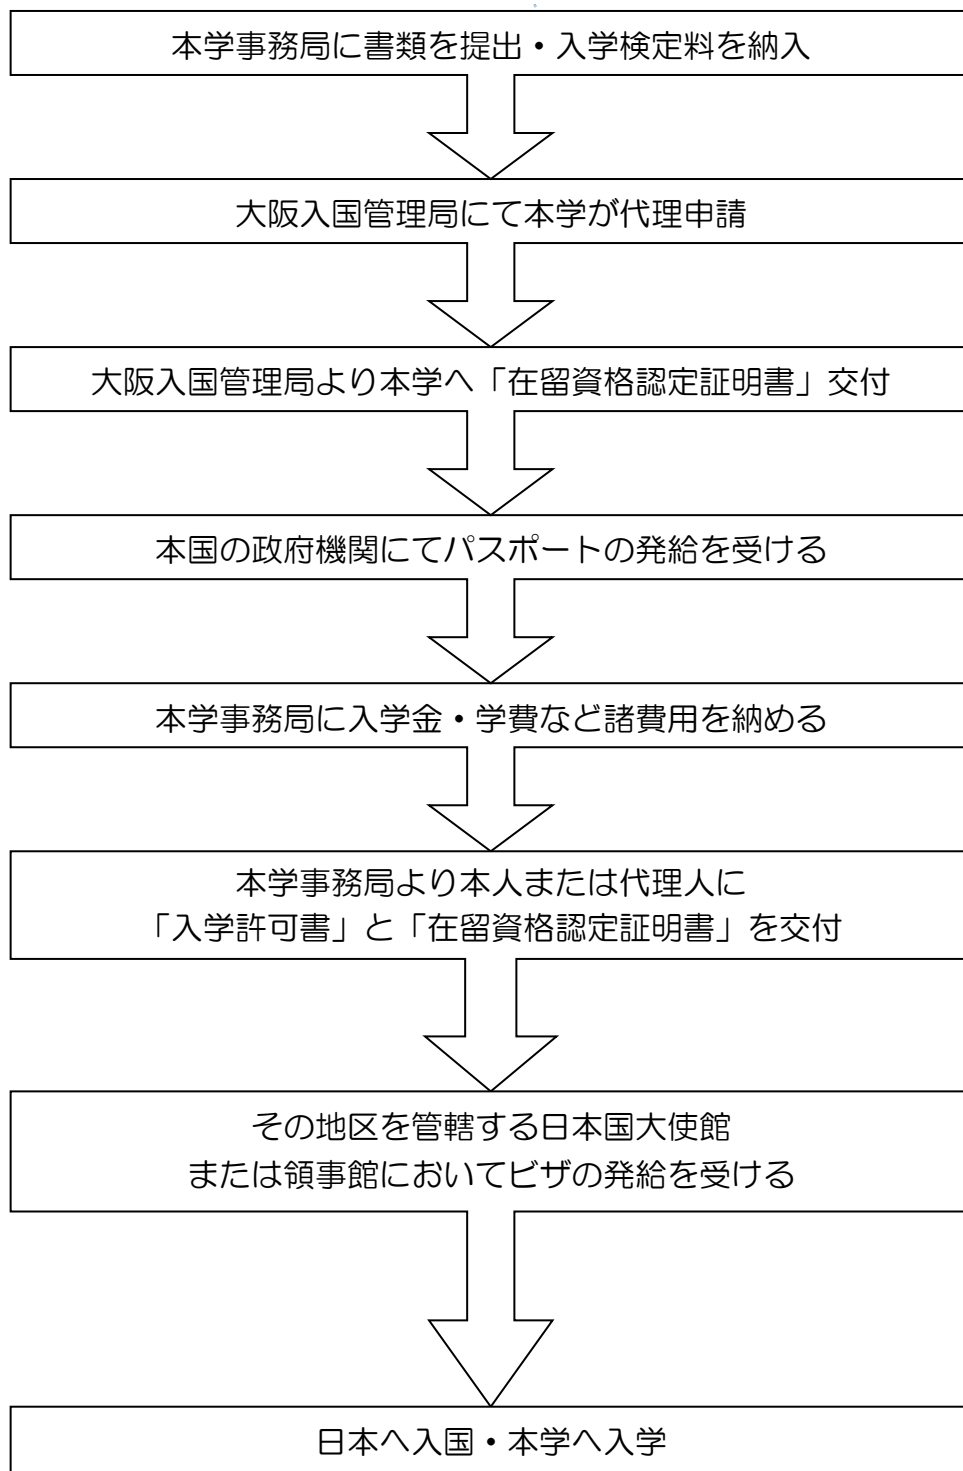 本学事務局に書類を提出・入学検定料を納入
大阪入国管理局にて本学が代理申請
大阪入国管理局より本学へ「在留資格認定証明書」交付
本国の政府機関にてパスポートの発給を受ける
本学事務局に入学金・学費など諸費用を納める
本学事務局より本人または代理人に
「入学許可書」と「在留資格認定証明書」を交付
その地区を管轄する日本国大使館
または領事館においてビザの発給を受ける
日本へ入国・本学へ入学